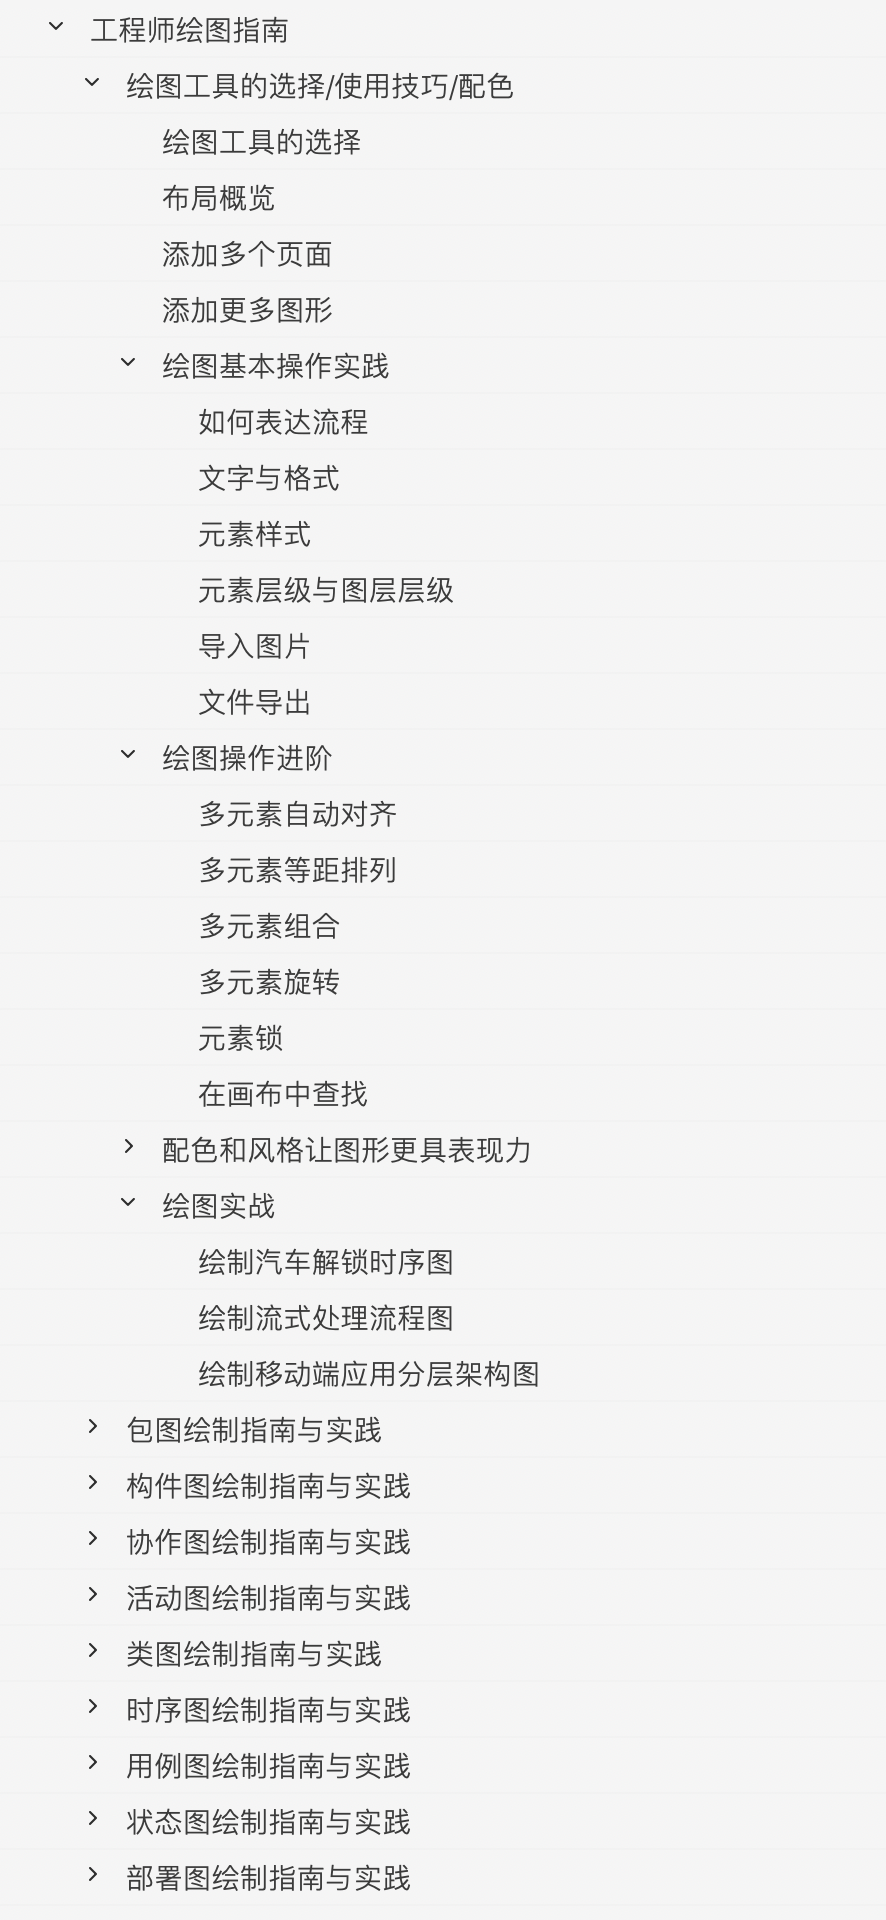 工程师绘图指南
绘图工具的选择/使用技巧/配色
绘图工具的选择
布局概览
添加多个页面
添加更多图形
绘图基本操作实践
如何表达流程
文字与格式
元素样式
元素层级与图层层级
导入图片
文件导出
绘图操作进阶
多元素自动对齐
多元素等距排列
多元素组合
多元素旋转
元素锁
在画布中查找
配色和风格让图形更具表现力
绘图实战
绘制汽车解锁时序图
绘制流式处理流程图
绘制移动端应用分层架构图
包图绘制指南与实践
构件图绘制指南与实践
协作图绘制指南与实践
活动图绘制指南与实践
类图绘制指南与实践
时序图绘制指南与实践
用例图绘制指南与实践
状态图绘制指南与实践
部署图绘制指南与实践